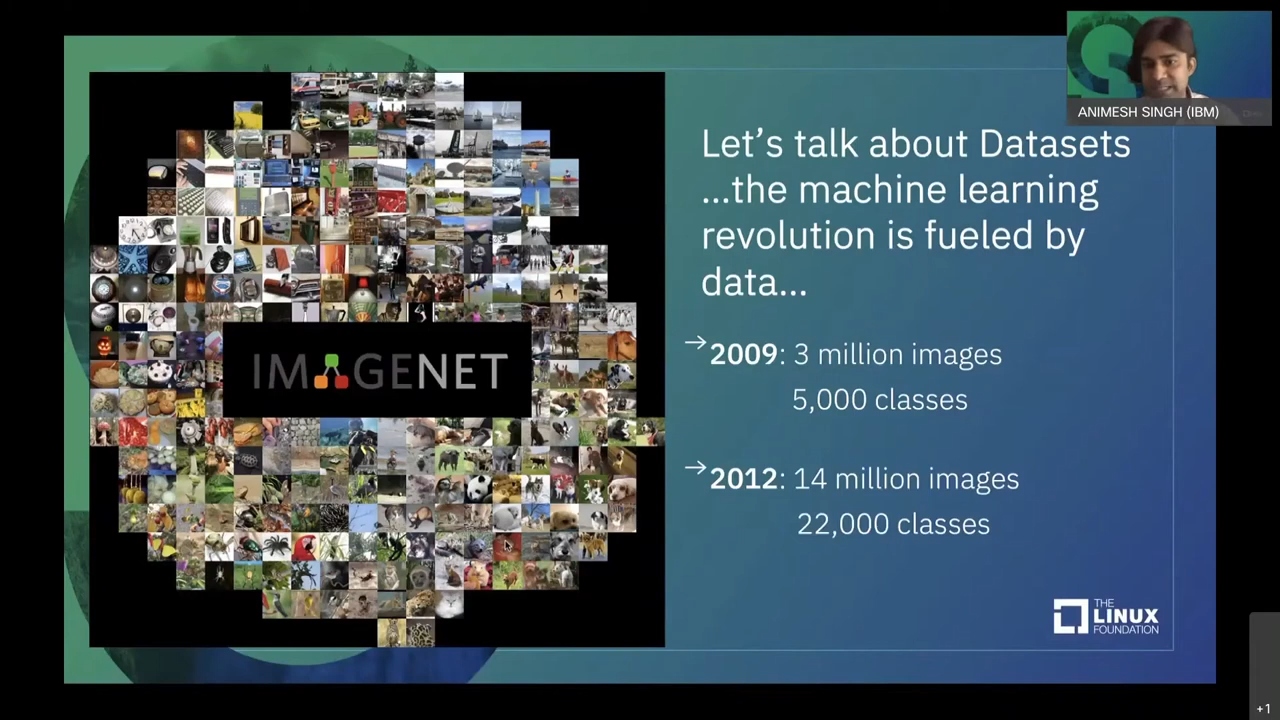 ANIMESH SINGH (IBM)
IMAGENET
Let’s talk about Datasets
...the machine learning
revolution is fueled by
data...
→2009: 3 million images
5,000 classes
→2012: 14 million images
22,000 classes
THE
LINUX
FOUNDATION
+1